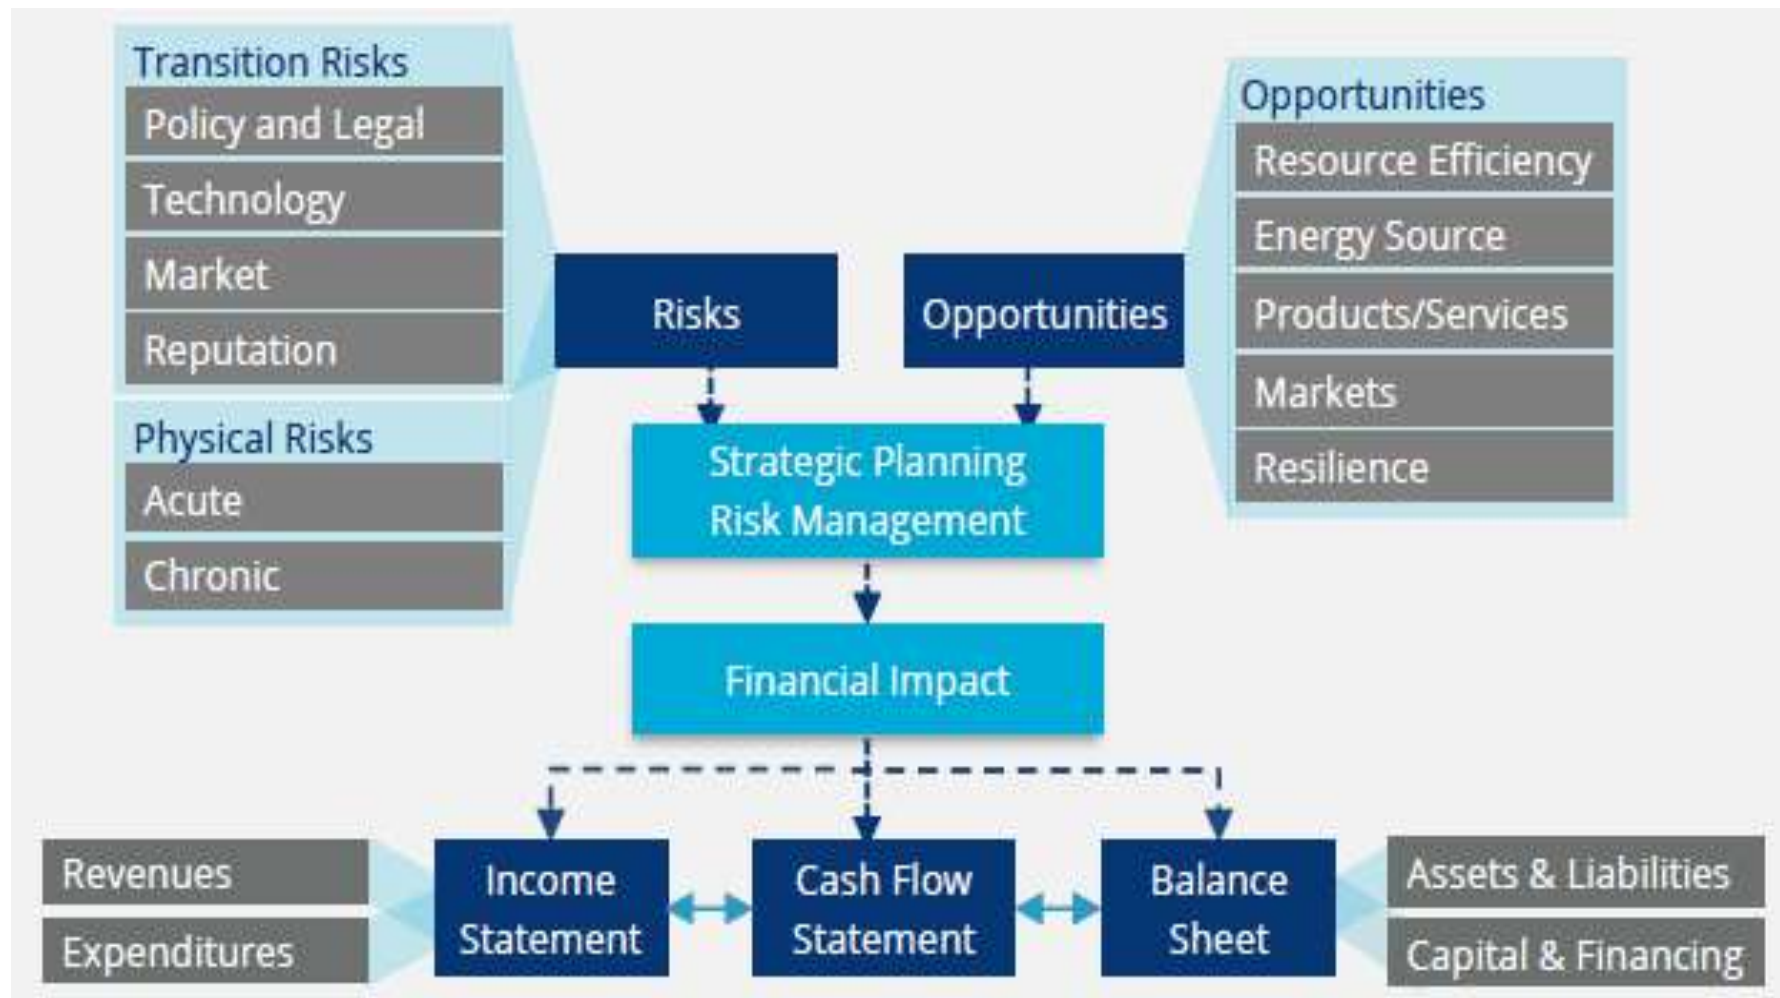 Transition Risks
Policy and Legal
Technology
Market
Reputation
Physical Risks
Acute
Chronic
Risks
Opportunities
Opportunities
Resource Efficiency
Energy Source
Products/Services
Markets
Resilience
Strategic Planning
Risk Management
Financial Impact
Revenues
Expenditures
Income
Statement
Cash Flow
Statement
Balance
Sheet
Assets & Liabilities
Capital & Financing